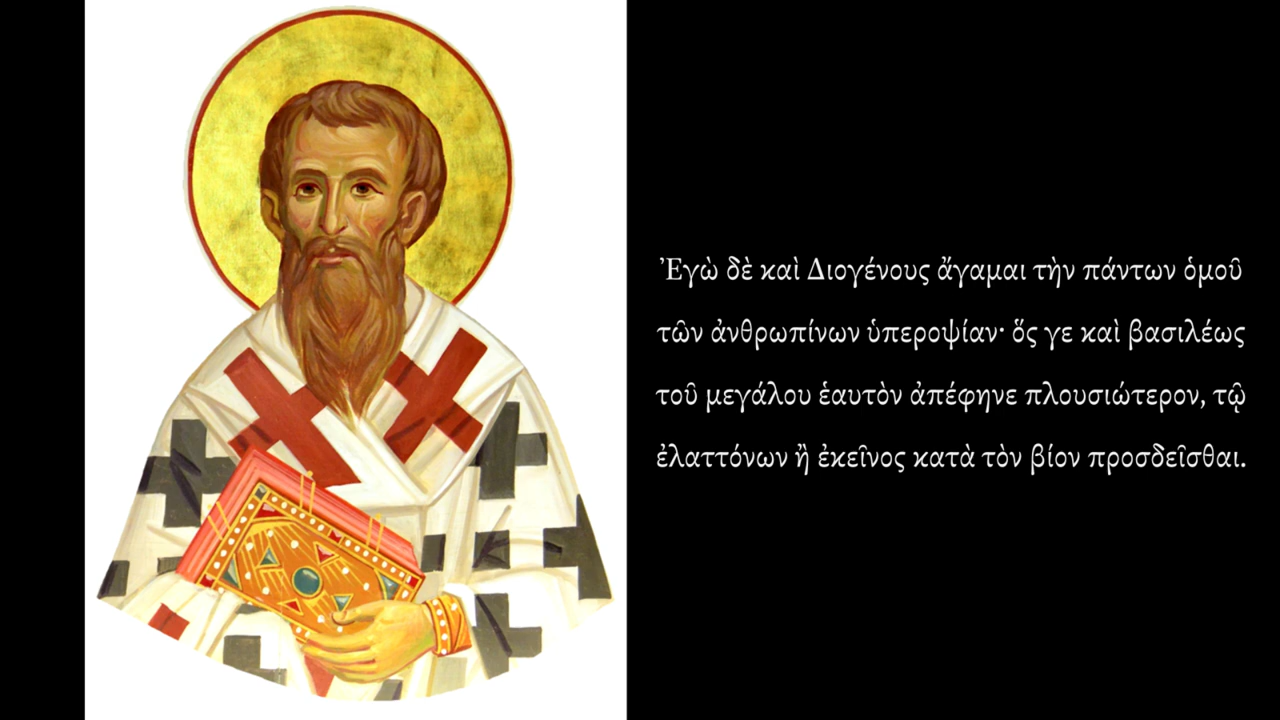 Ἐγὼ δὲ καὶ Διογένους ἄγαμαι τὴν πάντων ὁμοῦ
τῶν ἀνθρωπίνων ὑπεροψίαν· ὅς γε καὶ βασιλέως
τοῦ μεγάλου ἑαυτὸν ἀπέφηνε πλουσιώτερον, τῷ
ἐλαττόνων ἢ ἐκεῖνος κατὰ τὸν βίον προσδεῖσθαι.